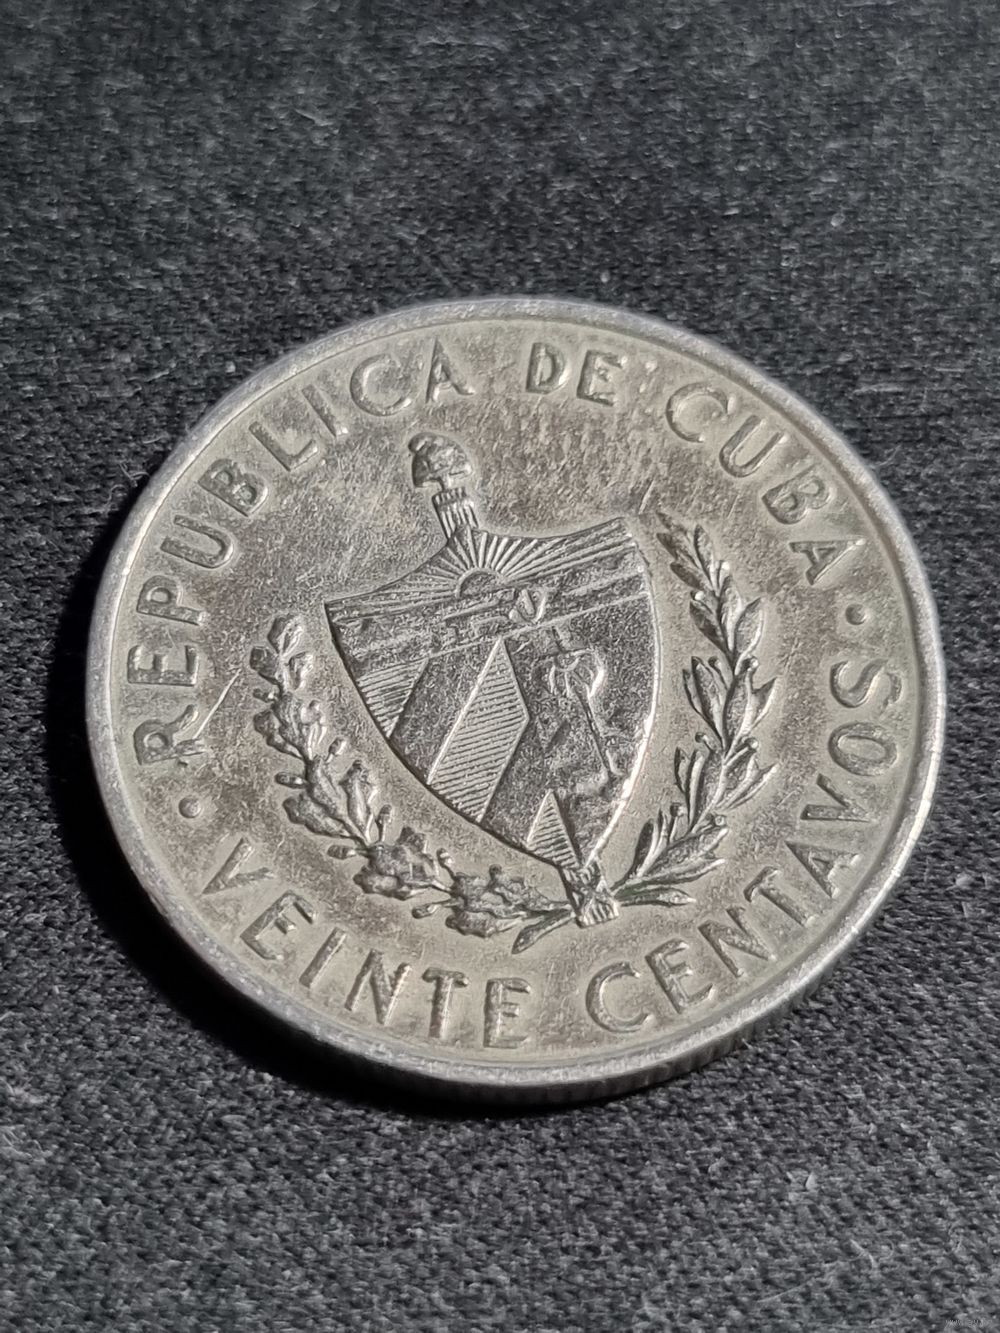 REPUBLICA DE CUBA
· VEINTE CENTAVOS ·